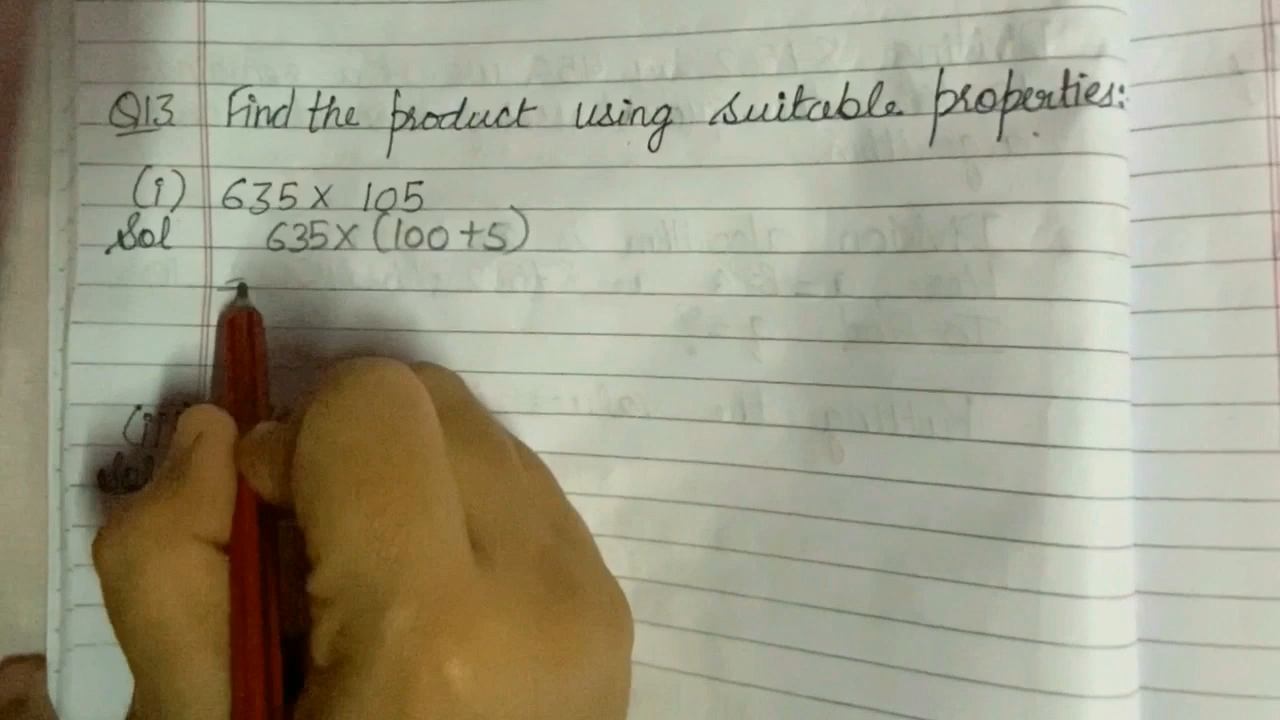 Q13 Find the product using suitable properties:
(i) 635 x 105
Sol 635 x (100 + 5)
=